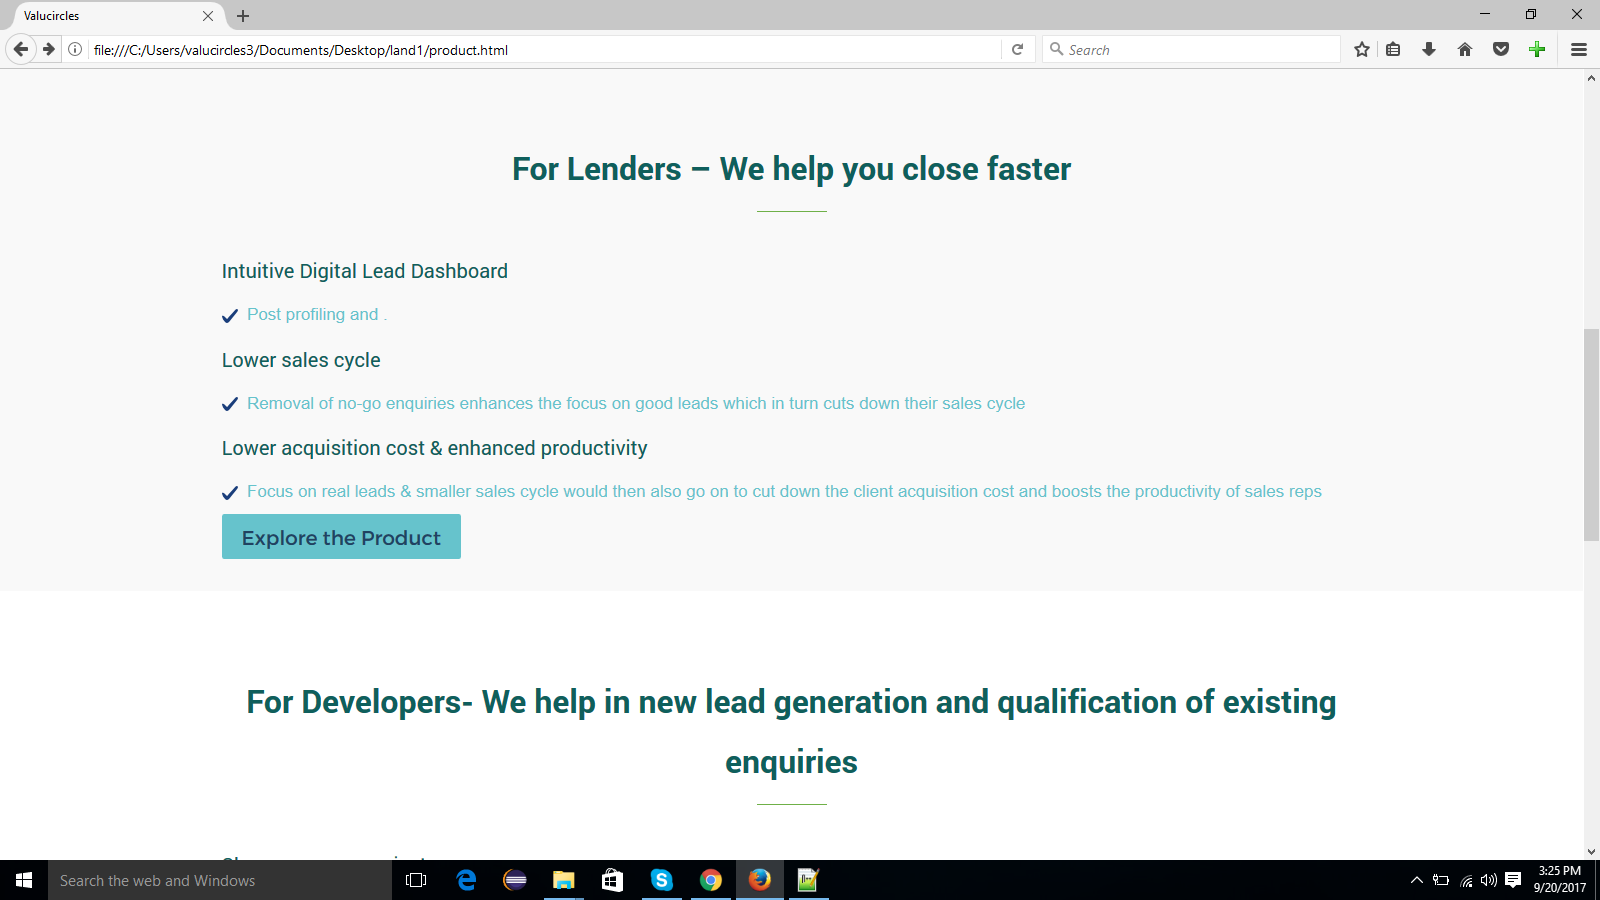 Valucircles
file:///C:/Users/valucircles3/Documents/Desktop/land1/product.html
Search
For Lenders – We help you close faster
Intuitive Digital Lead Dashboard
Post profiling and .
Lower sales cycle
Removal of no-go enquiries enhances the focus on good leads which in turn cuts down their sales cycle
Lower acquisition cost & enhanced productivity
Focus on real leads & smaller sales cycle would then also go on to cut down the client acquisition cost and boosts the productivity of sales reps
Explore the Product
For Developers- We help in new lead generation and qualification of existing
enquiries
Search the web and Windows
3:25 PM
9/20/2017